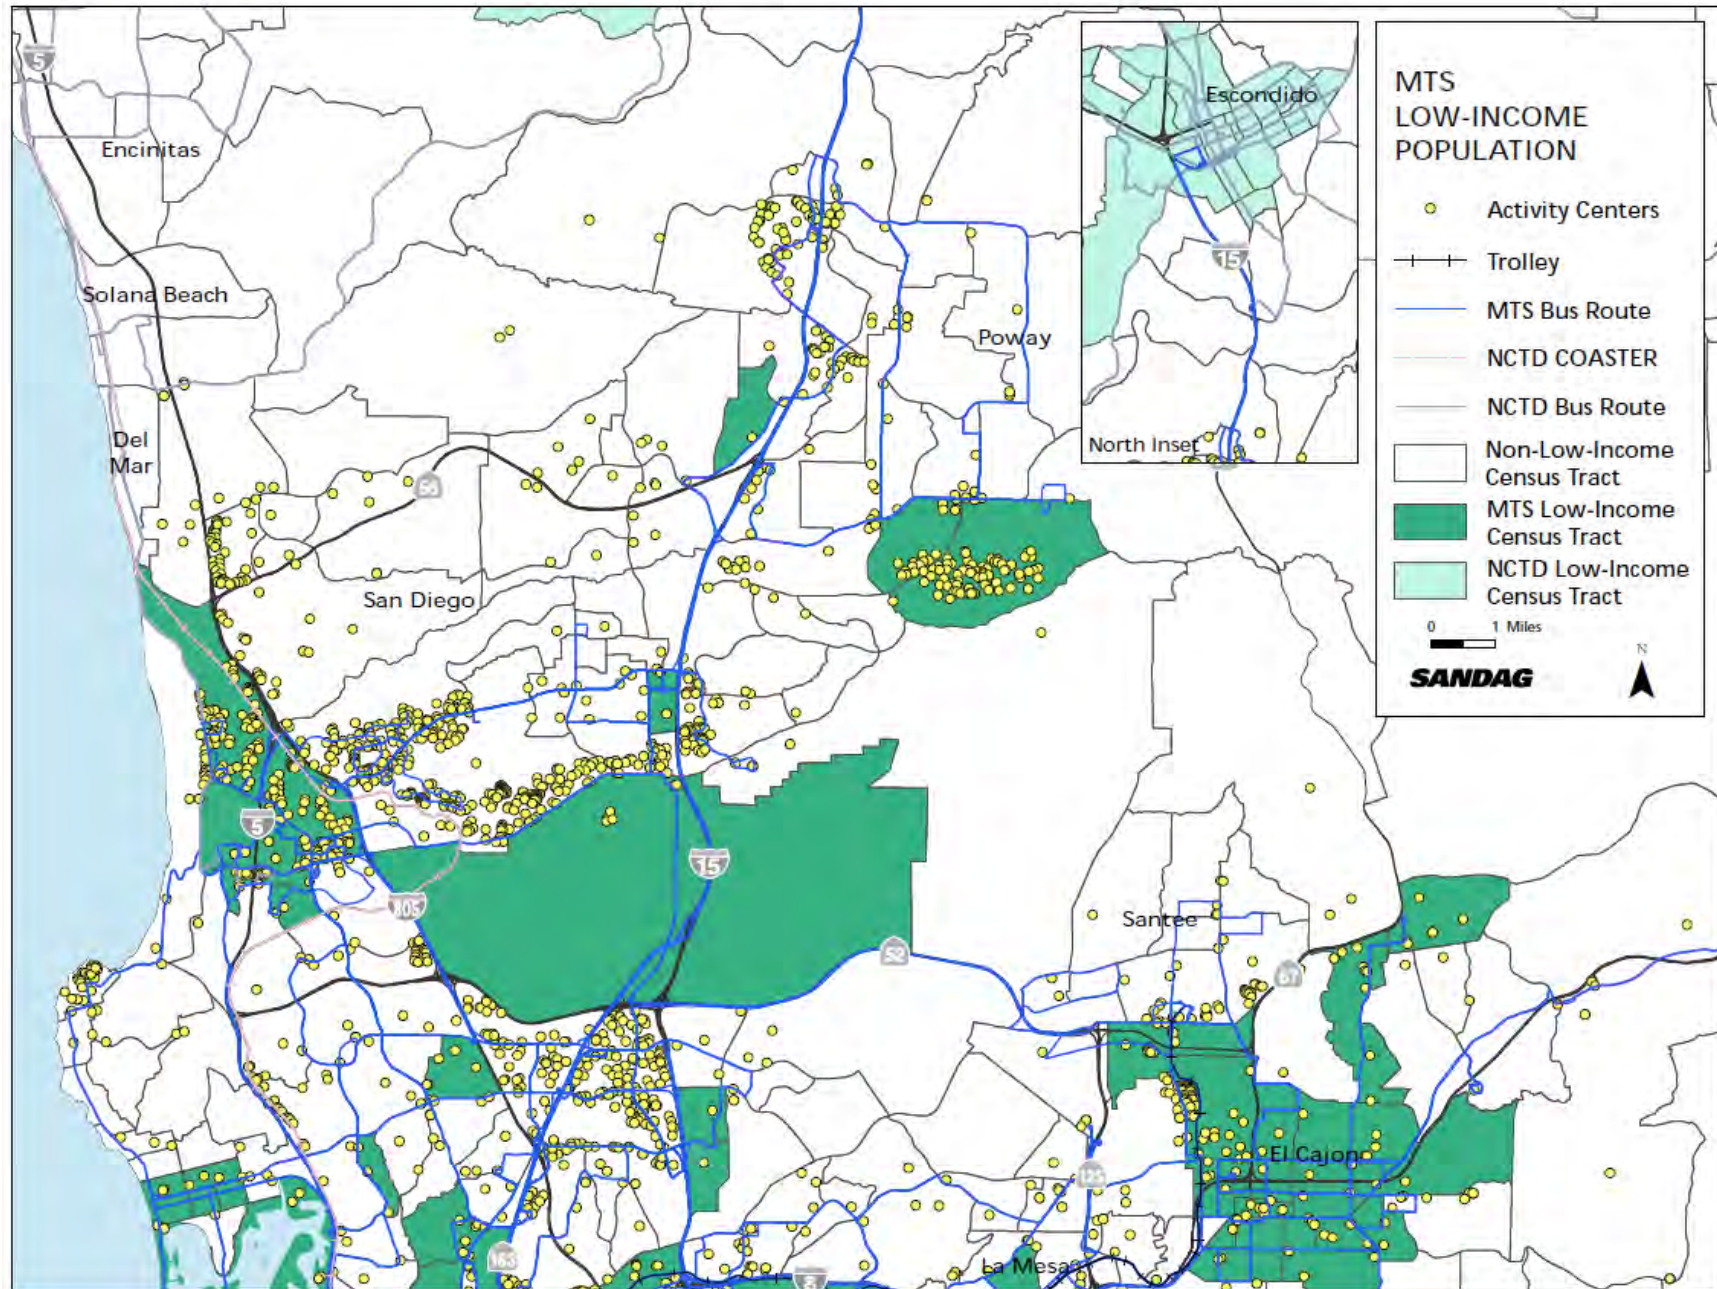 5
Encinitas
Solana Beach
Del
Mar
56
San Diego
Poway
5
805
15
52
Santee
67
El Cajon
125
La Mesa
163
8
Escondido
15
North Inset
MTS
LOW-INCOME
POPULATION
Activity Centers
Trolley
MTS Bus Route
NCTD COASTER
NCTD Bus Route
Non-Low-Income
Census Tract
MTS Low-Income
Census Tract
NCTD Low-Income
Census Tract
0 1 Miles
N
SANDAG